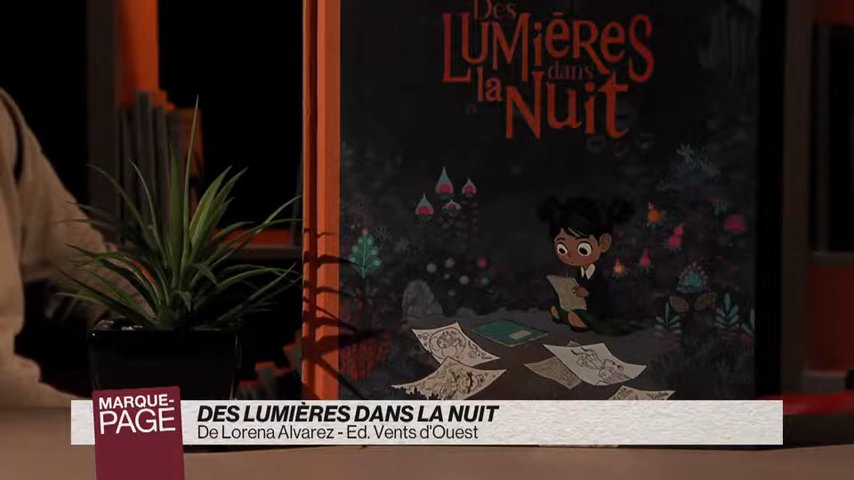 Des
LUMIÈRES
dans
la
NUIT
MARQUE-
PAGE
DES LUMIÈRES DANS LA NUIT
De Lorena Alvarez - Ed. Vents d'Ouest